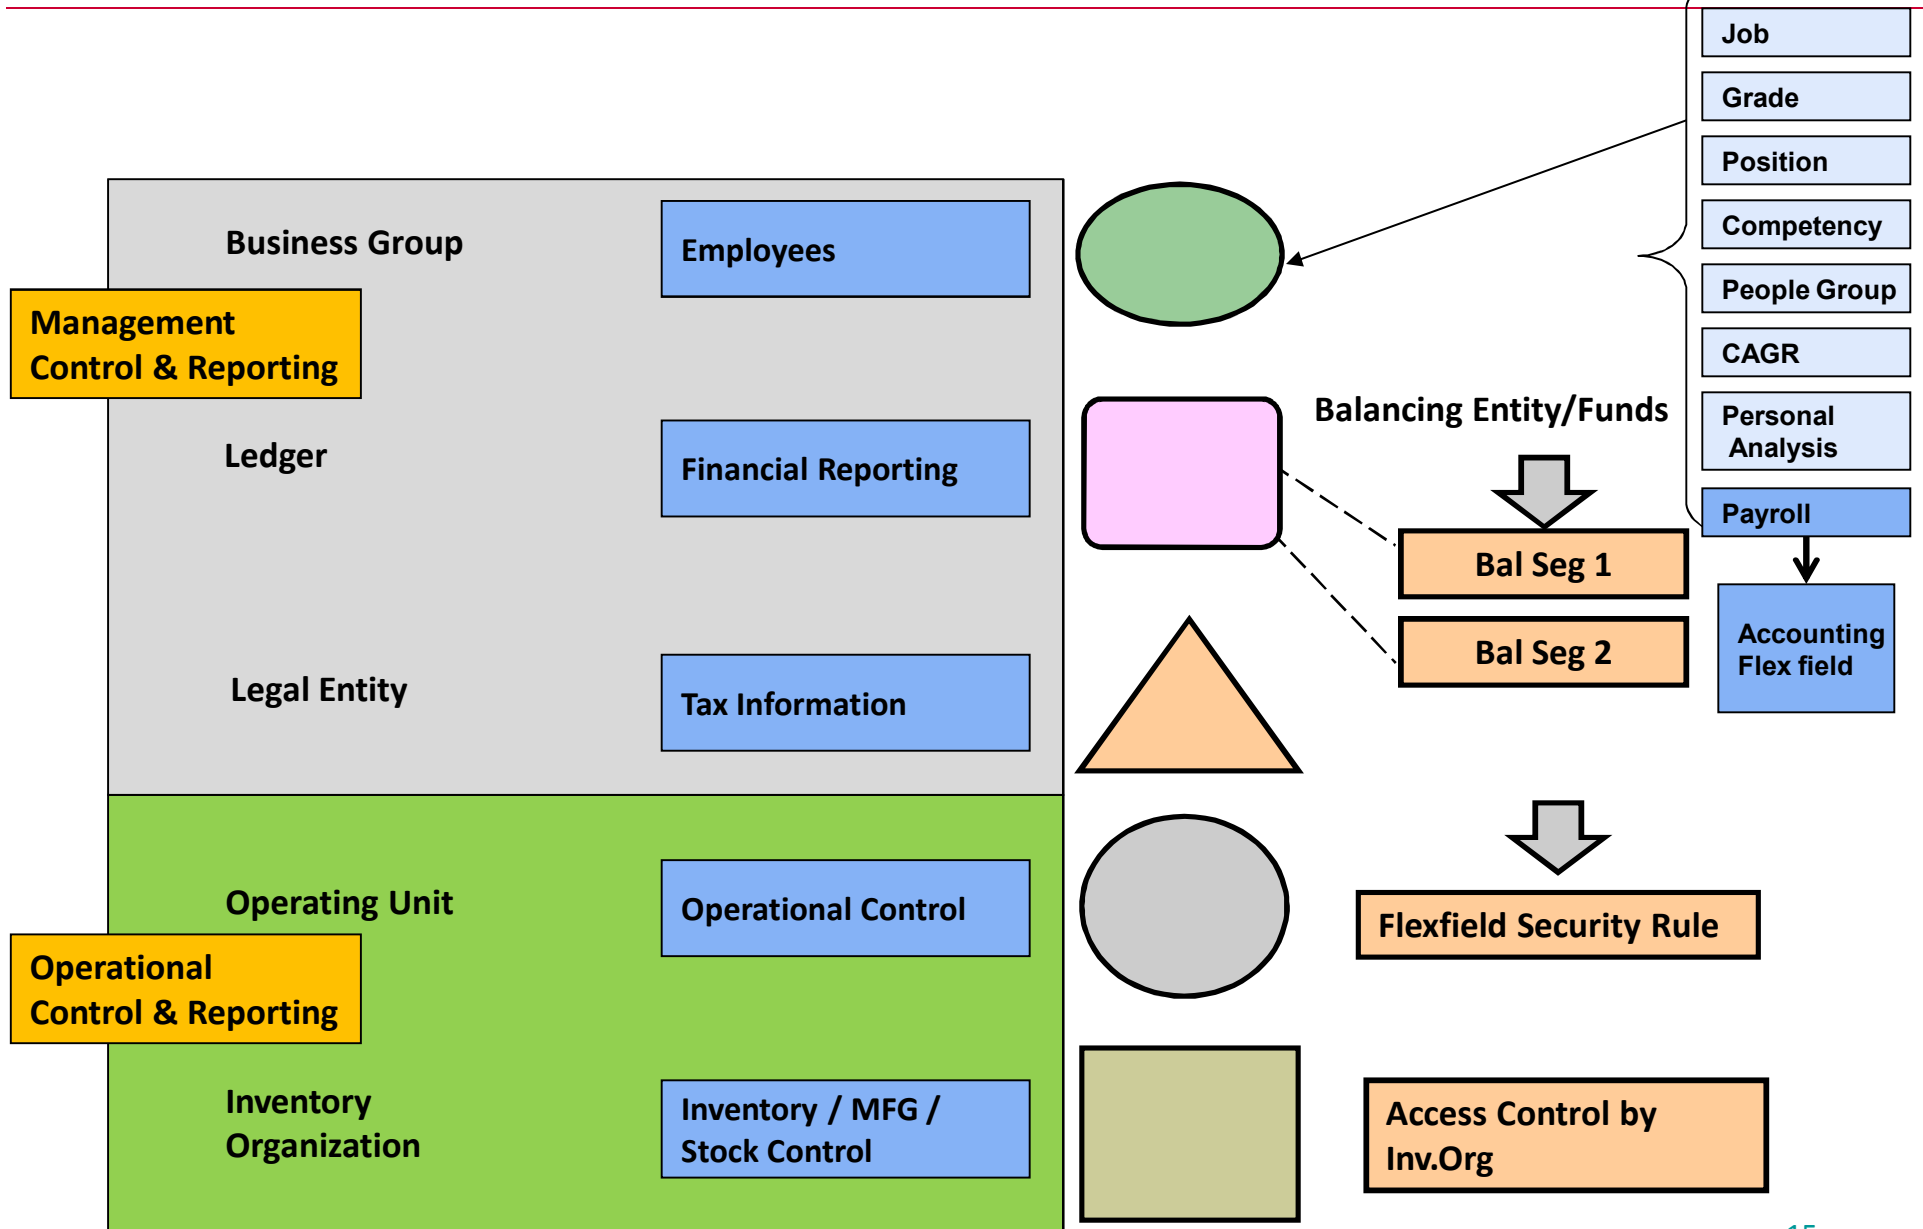 Job
Grade
Position
Competency
People Group
CAGR
Personal
Analysis
Payroll
Accounting
Flex field
Business Group
Employees
Management
Control & Reporting
Ledger
Financial Reporting
Balancing Entity/Funds
Bal Seg 1
Bal Seg 2
Legal Entity
Tax Information
Operating Unit
Operational Control
Flexfield Security Rule
Operational
Control & Reporting
Inventory
Organization
Inventory / MFG /
Stock Control
Access Control by
Inv.Org
15